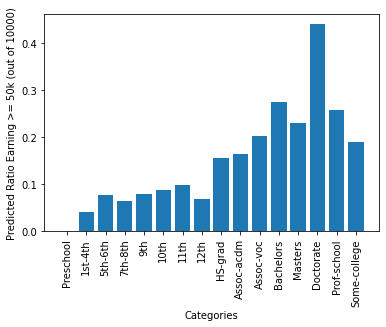 Predicted Ratio Earning >= 50k (out of 10000)
0.4
0.3
0.2
0.1
0.0
Preschool
1st-4th
5th-6th
7th-8th
9th
10th
11th
12th
HS-grad
Assoc-acdm
Assoc-voc
Bachelors
Masters
Doctorate
Prof-school
Some-college
Categories